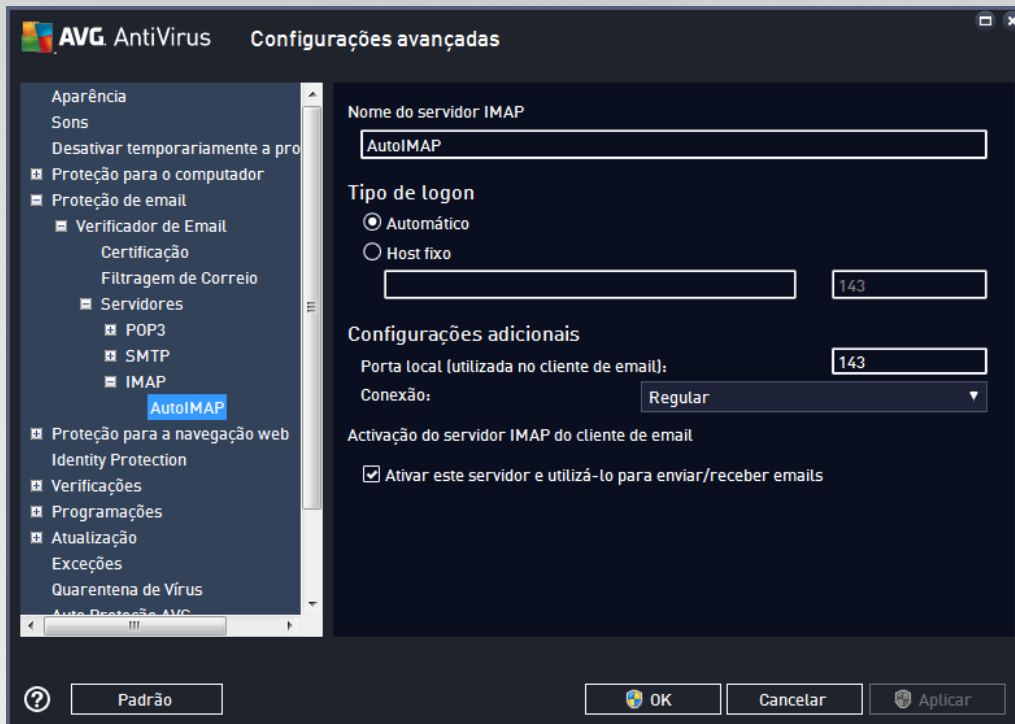 AVG AntiVirus Configurações avançadas
Aparência
Sons
Desativar temporariamente a pro
Proteção para o computador
Proteção de email
Verificador de Email
Certificação
Filtragem de Correio
Servidores
POP3
SMTP
IMAP
AutoIMAP
Proteção para a navegação web
Identity Protection
Verificações
Programações
Atualização
Exceções
Quarentena de Vírus
Auto Proteção AVG
Nome do servidor IMAP
AutoIMAP
Tipo de logon
Automático
Host fixo
143
Configurações adicionais
Porta local (utilizada no cliente de email): 143
Conexão: Regular
Activação do servidor IMAP do cliente de email
Ativar este servidor e utilizá-lo para enviar/receber emails
Padrão OK Cancelar Aplicar